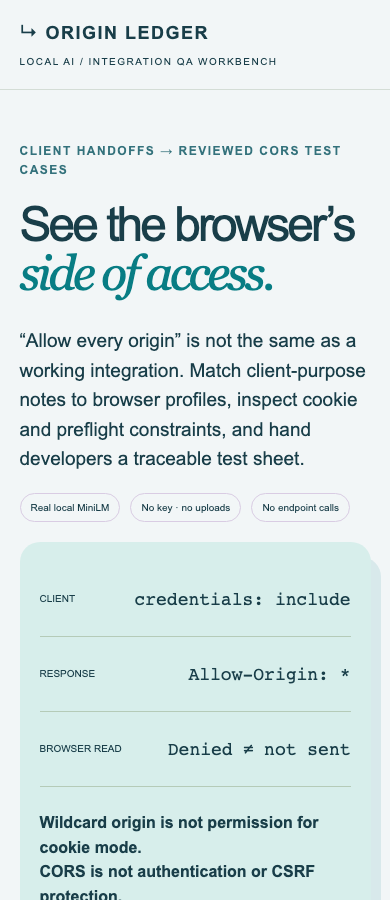 ↳ ORIGIN LEDGER
LOCAL AI / INTEGRATION QA WORKBENCH
CLIENT HANDOFFS → REVIEWED CORS TEST
CASES
See the browser’s
side of access.
“Allow every origin” is not the same as a
working integration. Match client-purpose
notes to browser profiles, inspect cookie
and preflight constraints, and hand
developers a traceable test sheet.
Real local MiniLM
No key · no uploads
No endpoint calls
CLIENT credentials: include
RESPONSE Allow-Origin: *
BROWSER READ Denied ≠ not sent
Wildcard origin is not permission for
cookie mode.
CORS is not authentication or CSRF
protection.